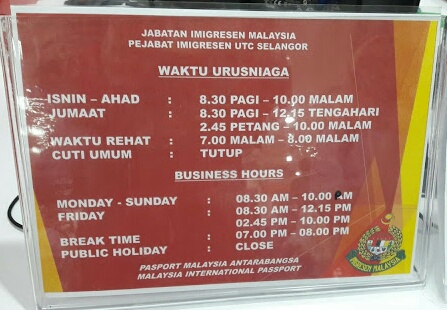 JABATAN IMIGRESEN MALAYSIA
PEJABAT IMIGRESEN UTC SELANGOR
WAKTU URUSNIAGA
ISNIN – AHAD : 8.30 PAGI – 10.00 MALAM
JUMAAT : 8.30 PAGI – 12.15 TENGAHARI
2.45 PETANG – 10.00 MALAM
WAKTU REHAT : 7.00 MALAM – 8.00 MALAM
CUTI UMUM : TUTUP
BUSINESS HOURS
MONDAY - SUNDAY : 08.30 AM – 10.00 AM
FRIDAY : 08.30 AM – 12.15 PM
02.45 PM – 10.00 PM
BREAK TIME : 07.00 PM – 08.00 PM
PUBLIC HOLIDAY : CLOSE
PASPORT MALAYSIA ANTARABANGSA
MALAYSIA INTERNATIONAL PASSPORT
IMIGRESEN MALAYSIA